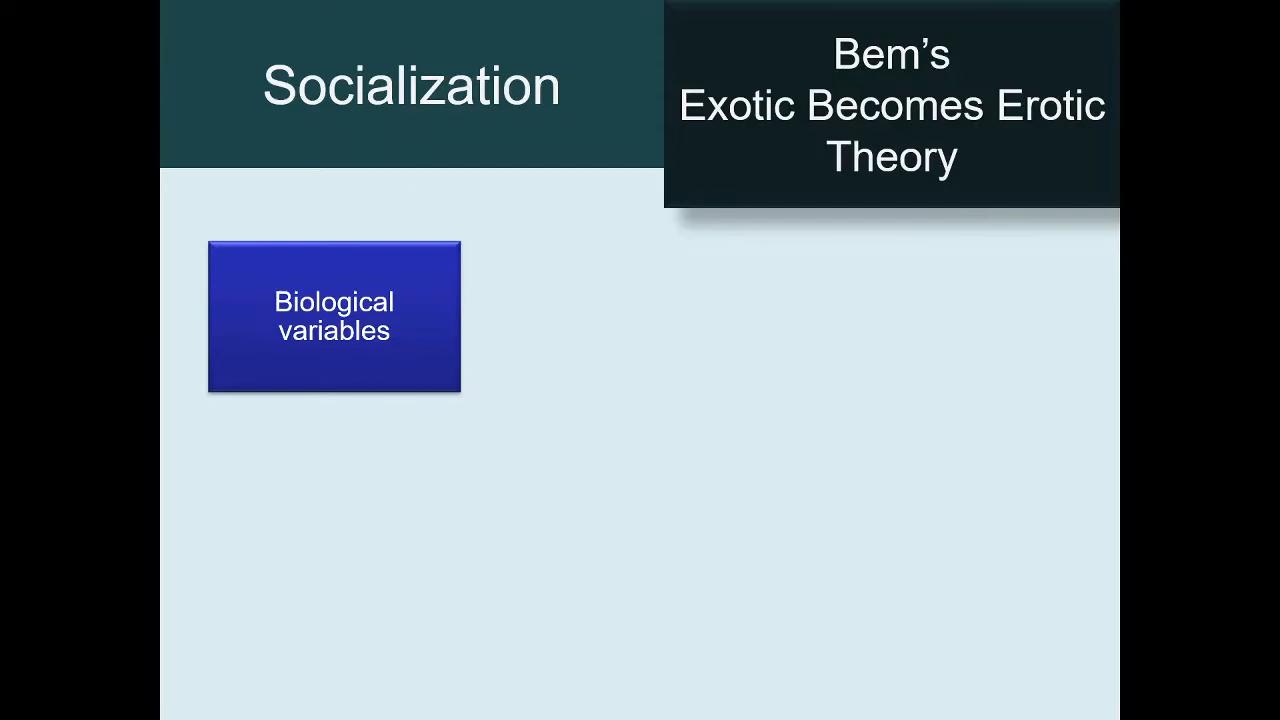 Socialization
Bem’s
Exotic Becomes Erotic
Theory
Biological
variables